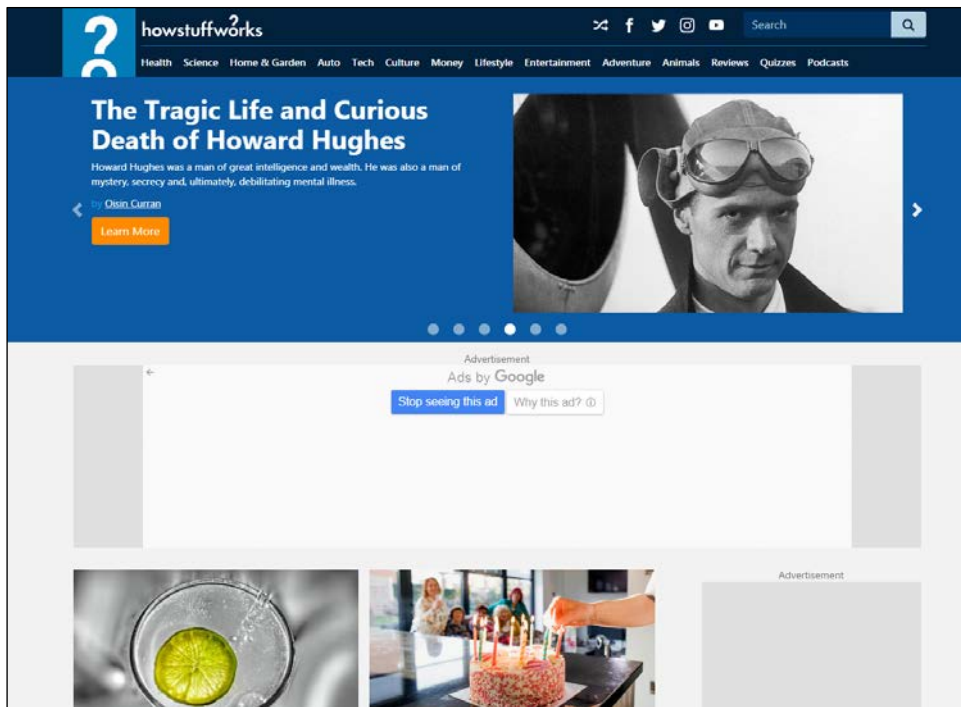 howstuffworks
Search
Health Science Home & Garden Auto Tech Culture Money Lifestyle Entertainment Adventure Animals Reviews Quizzes Podcasts
The Tragic Life and Curious
Death of Howard Hughes
Howard Hughes was a man of great intelligence and wealth. He was also a man of
mystery, secrecy and, ultimately, debilitating mental illness.
by Oisin Curran
Learn More
Advertisement
Ads by Google
Stop seeing this ad Why this ad?
Advertisement